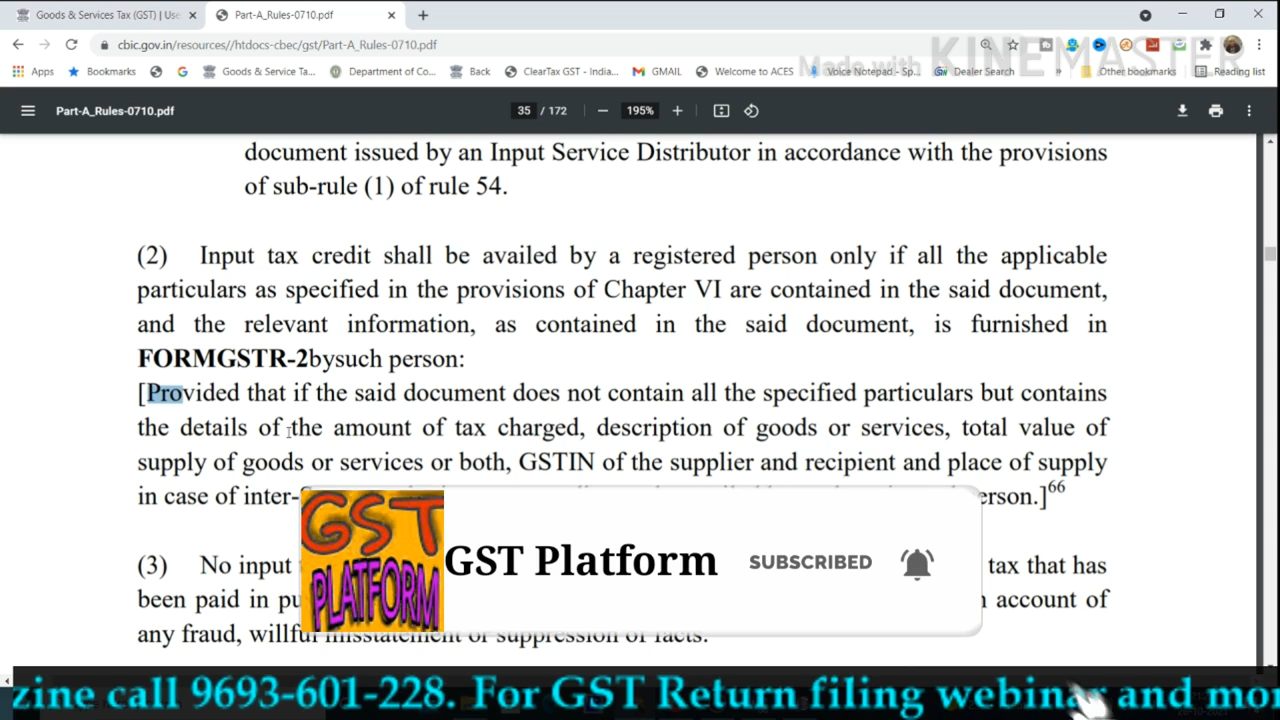 Goods & Services Tax (GST) | Use
Part-A_Rules-0710.pdf
cbic.gov.in/resources//htdocs-cbec/gst/Part-A_Rules-0710.pdf
Made with KINEMASTER
Apps Bookmarks Goods & Service Ta... Department of Co... Back ClearTax GST - India... GMAIL Welcome to ACES Voice Notepad - Sp... Dealer Search » Other bookmarks Reading list
Part-A_Rules-0710.pdf 35 / 172 195%
document issued by an Input Service Distributor in accordance with the provisions
of sub-rule (1) of rule 54.
(2) Input tax credit shall be availed by a registered person only if all the applicable
particulars as specified in the provisions of Chapter VI are contained in the said document,
and the relevant information, as contained in the said document, is furnished in
FORMGSTR-2bysuch person:
[Provided that if the said document does not contain all the specified particulars but contains
the details of the amount of tax charged, description of goods or services, total value of
supply of goods or services or both, GSTIN of the supplier and recipient and place of supply
in case of inter- erson.]66
(3) No input tax that has
been paid in pu account of
any fraud, willful misstatement or suppression of facts.
GST PLATFORM
GST Platform SUBSCRIBED
zine call 9693-601-228. For GST Return filing webinar and mor